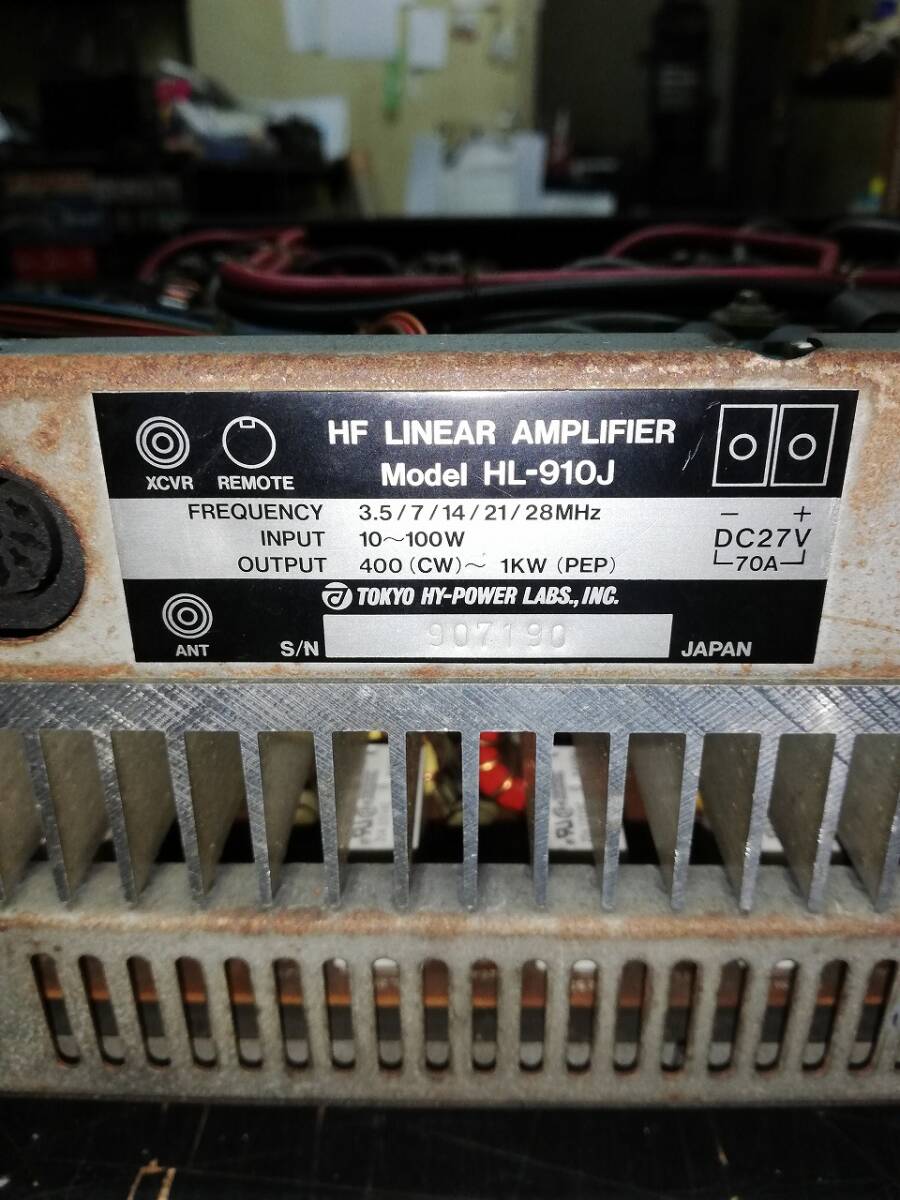 HF LINEAR AMPLIFIER
XCVR REMOTE Model HL-910J
FREQUENCY 3.5/7/14/21/28MHz
INPUT 10~100W
OUTPUT 400 (CW)~ 1KW (PEP)
− +
DC27V
70A
TOKYO HY-POWER LABS., INC.
ANT S/N 907190 JAPAN